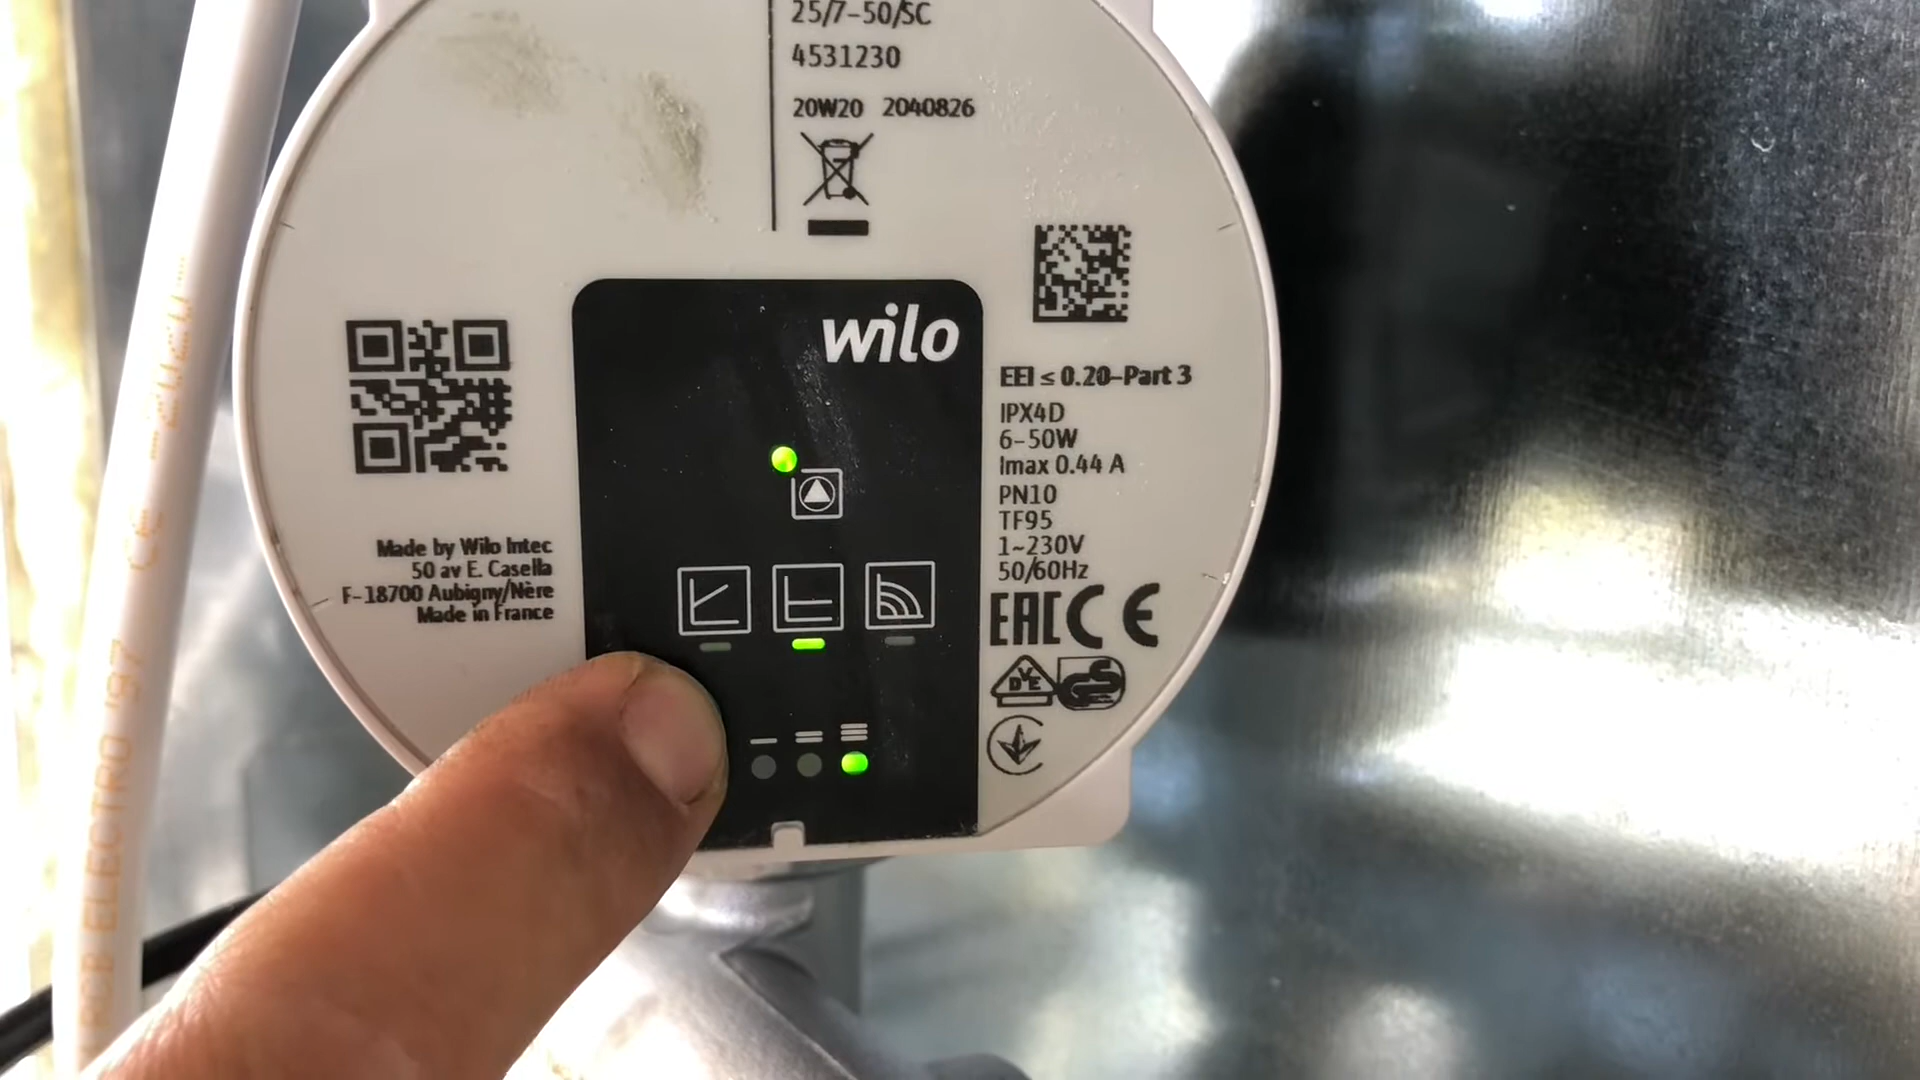 25/7-50/SC
4531230
20W20 2040826
wilo
EEI ≤ 0.20-Part 3
IPX4D
6-50W
Imax 0.44 A
PN10
TF95
1~230V
50/60Hz
EAC CE
Made by Wilo Intec
50 av E. Casella
F-18700 Aubigny/Nère
Made in France
DVE